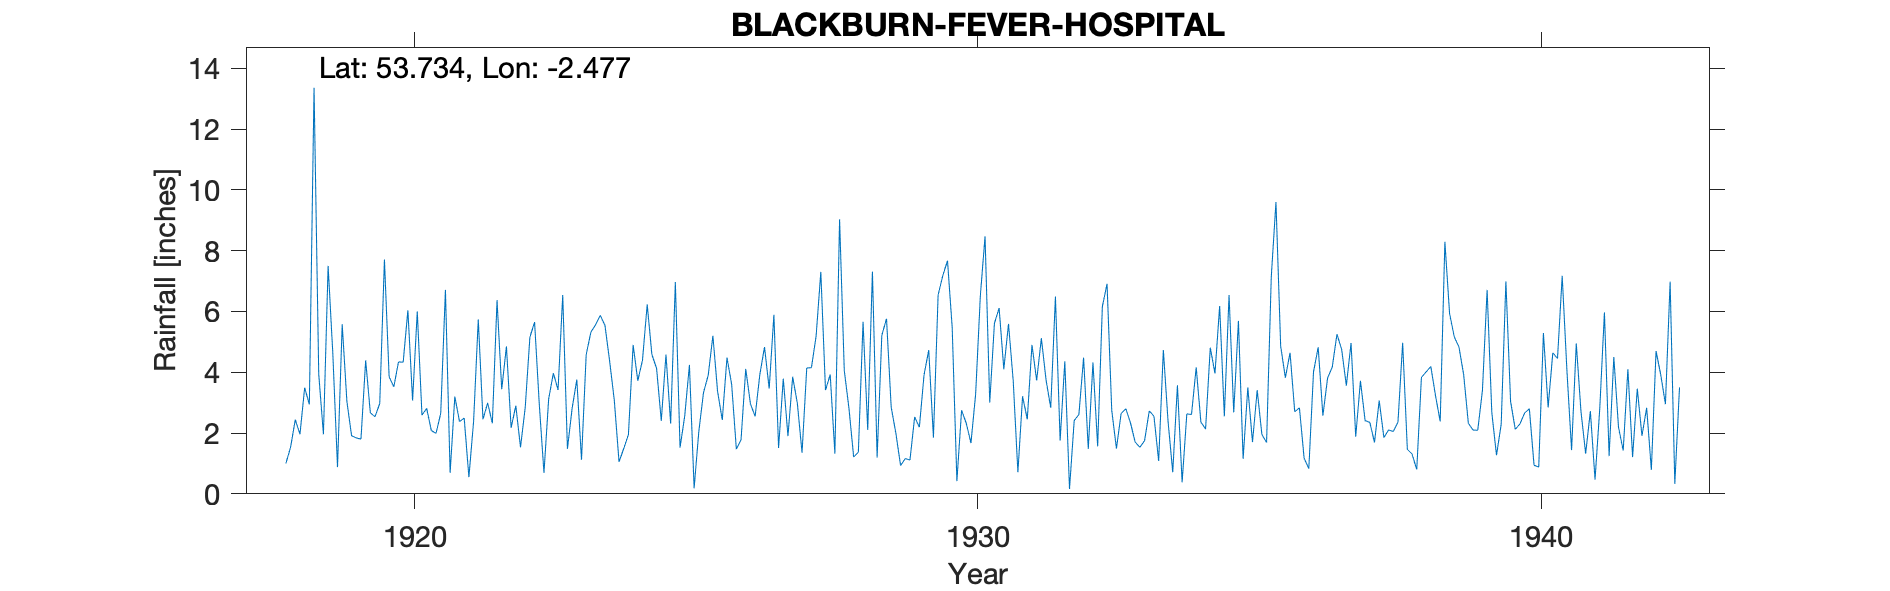 BLACKBURN-FEVER-HOSPITAL
Lat: 53.734, Lon: -2.477
Rainfall [inches]
14
12
10
8
6
4
2
0
1920 1930 1940
Year